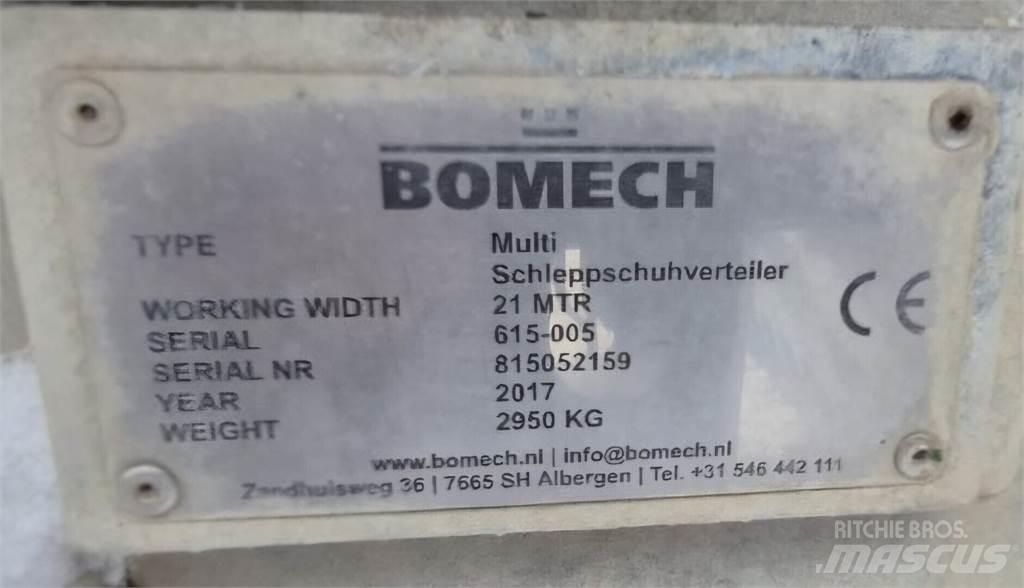 BOMECH
TYPE Multi
Schleppschuhverteiler
WORKING WIDTH 21 MTR
SERIAL 615-005
SERIAL NR 815052159
YEAR 2017
WEIGHT 2950 KG
CE
www.bomech.nl | info@bomech.nl
Zandhuisweg 36 | 7665 SH Albergen | Tel. +31 546 442 111
RITCHIE BROS.
MASCUS